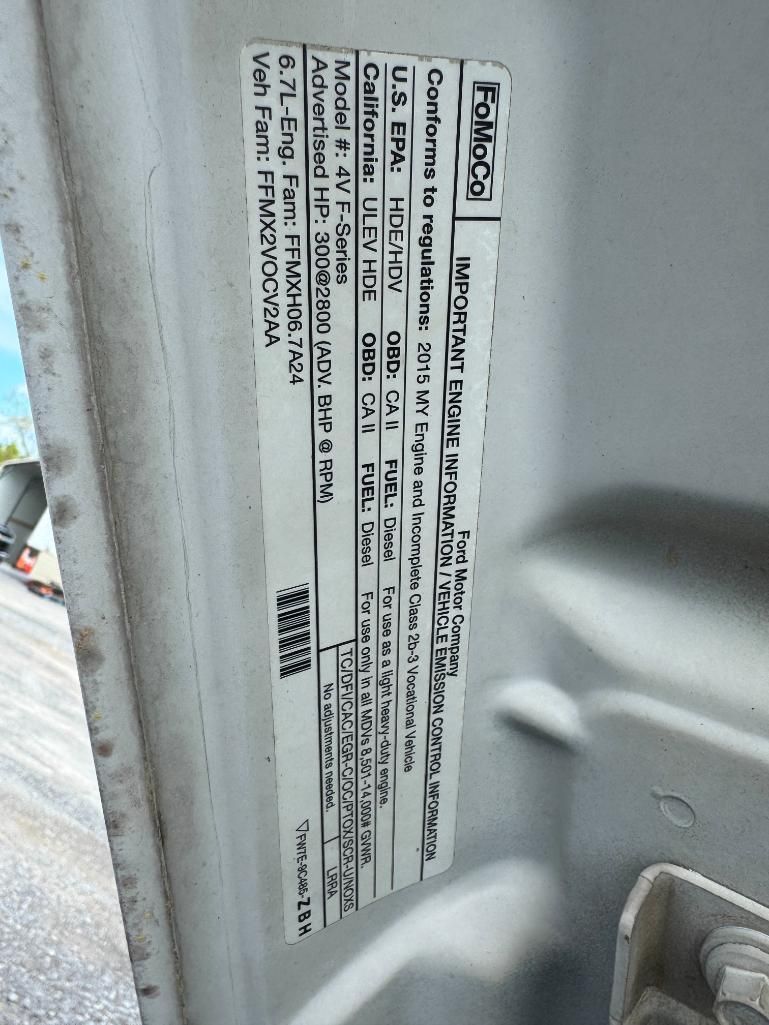 FoMoCo
Ford Motor Company
IMPORTANT ENGINE INFORMATION / VEHICLE EMISSION CONTROL INFORMATION
Conforms to regulations: 2015 MY Engine and Incomplete Class 2b-3 Vocational Vehicle
U.S. EPA: HDE/HDV OBD: CA II FUEL: Diesel For use as a light heavy-duty engine.
California: ULEV HDE OBD: CA II FUEL: Diesel For use only in all MDVs 8,501-14,000# GVWR.
Model #: 4V F-Series
Advertised HP: 300@2800 (ADV. BHP @ RPM)
TC/DFI/CAC/EGR-C/OC/PTOX/SCR-U/NOXS
No adjustments needed. LRRA
6.7L-Eng. Fam: FFMXH06.7A24
Veh Fam: FFMX2VOCV2AA
FW7E-9C485-ZBH